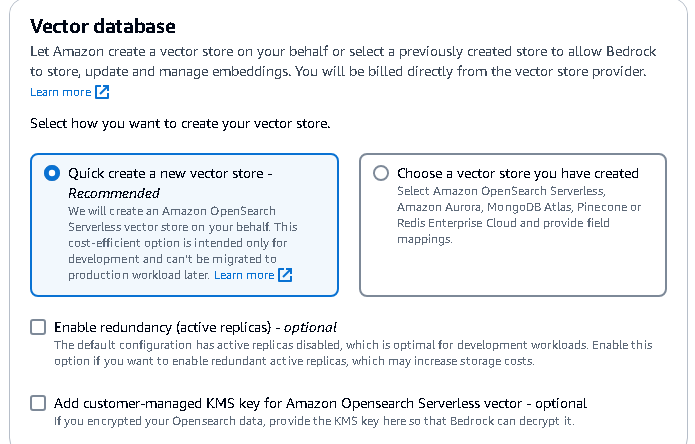 Vector database
Let Amazon create a vector store on your behalf or select a previously created store to allow Bedrock
to store, update and manage embeddings. You will be billed directly from the vector store provider.
Learn more
Select how you want to create your vector store.
Quick create a new vector store -
Recommended
We will create an Amazon OpenSearch
Serverless vector store on your behalf. This
cost-efficient option is intended only for
development and can't be migrated to
production workload later. Learn more
Choose a vector store you have created
Select Amazon OpenSearch Serverless,
Amazon Aurora, MongoDB Atlas, Pinecone or
Redis Enterprise Cloud and provide field
mappings.
Enable redundancy (active replicas) - optional
The default configuration has active replicas disabled, which is optimal for development workloads. Enable this
option if you want to enable redundant active replicas, which may increase storage costs.
Add customer-managed KMS key for Amazon Opensearch Serverless vector - optional
If you encrypted your Opensearch data, provide the KMS key here so that Bedrock can decrypt it.